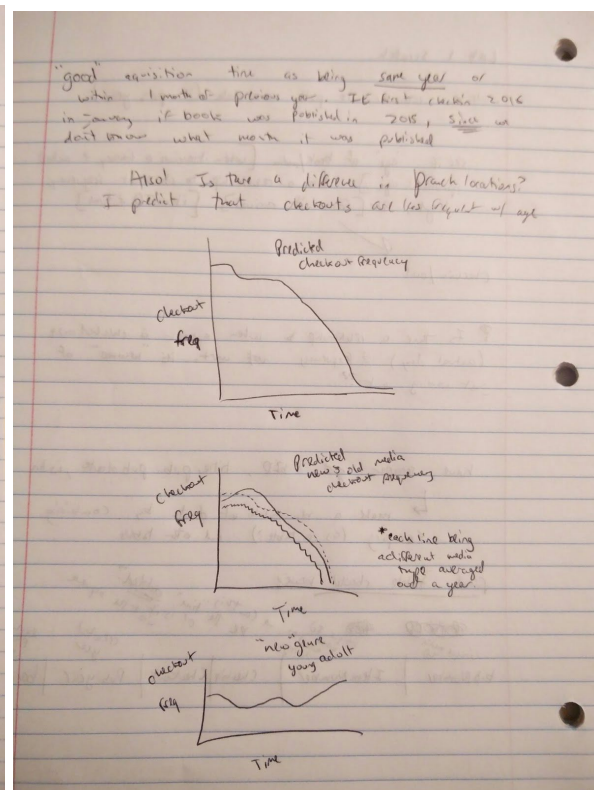 "good" aquisition time as being same year or
within 1 month of previous year. IE first checkin 2016
in January if book was published in 2015, since we
don't know what month it was published
Also! Is there a difference in branch locations?
I predict that checkouts are less frequent w/ age
Predicted
checkout frequency
checkout
freq
Time
Predicted
new & old media
checkout frequency
checkout
freq
*each line being
a different media
type averaged
over a year.
Time
"new" genre
young adult
checkout
freq
Time